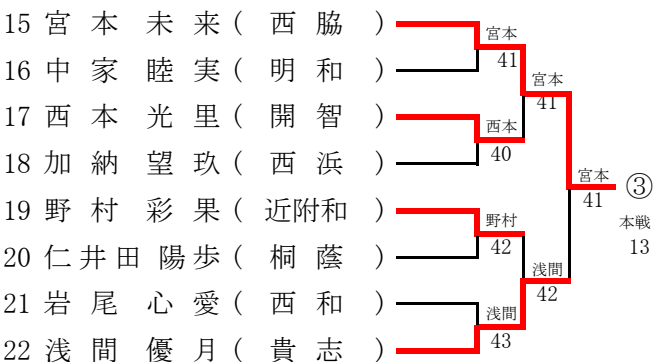 15 宮本 未来 ( 西脇 )
16 中家 睦実 ( 明和 )
17 西本 光里 ( 開智 )
18 加納 望玖 ( 西浜 )
19 野村 彩果 ( 近附和 )
20 仁井田 陽歩 ( 桐蔭 )
21 岩尾 心愛 ( 西和 )
22 浅間 優月 ( 貴志 )
宮本
41
西本
40
野村
42
浅間
43
宮本
41
浅間
42
宮本
41
③
本戦
13